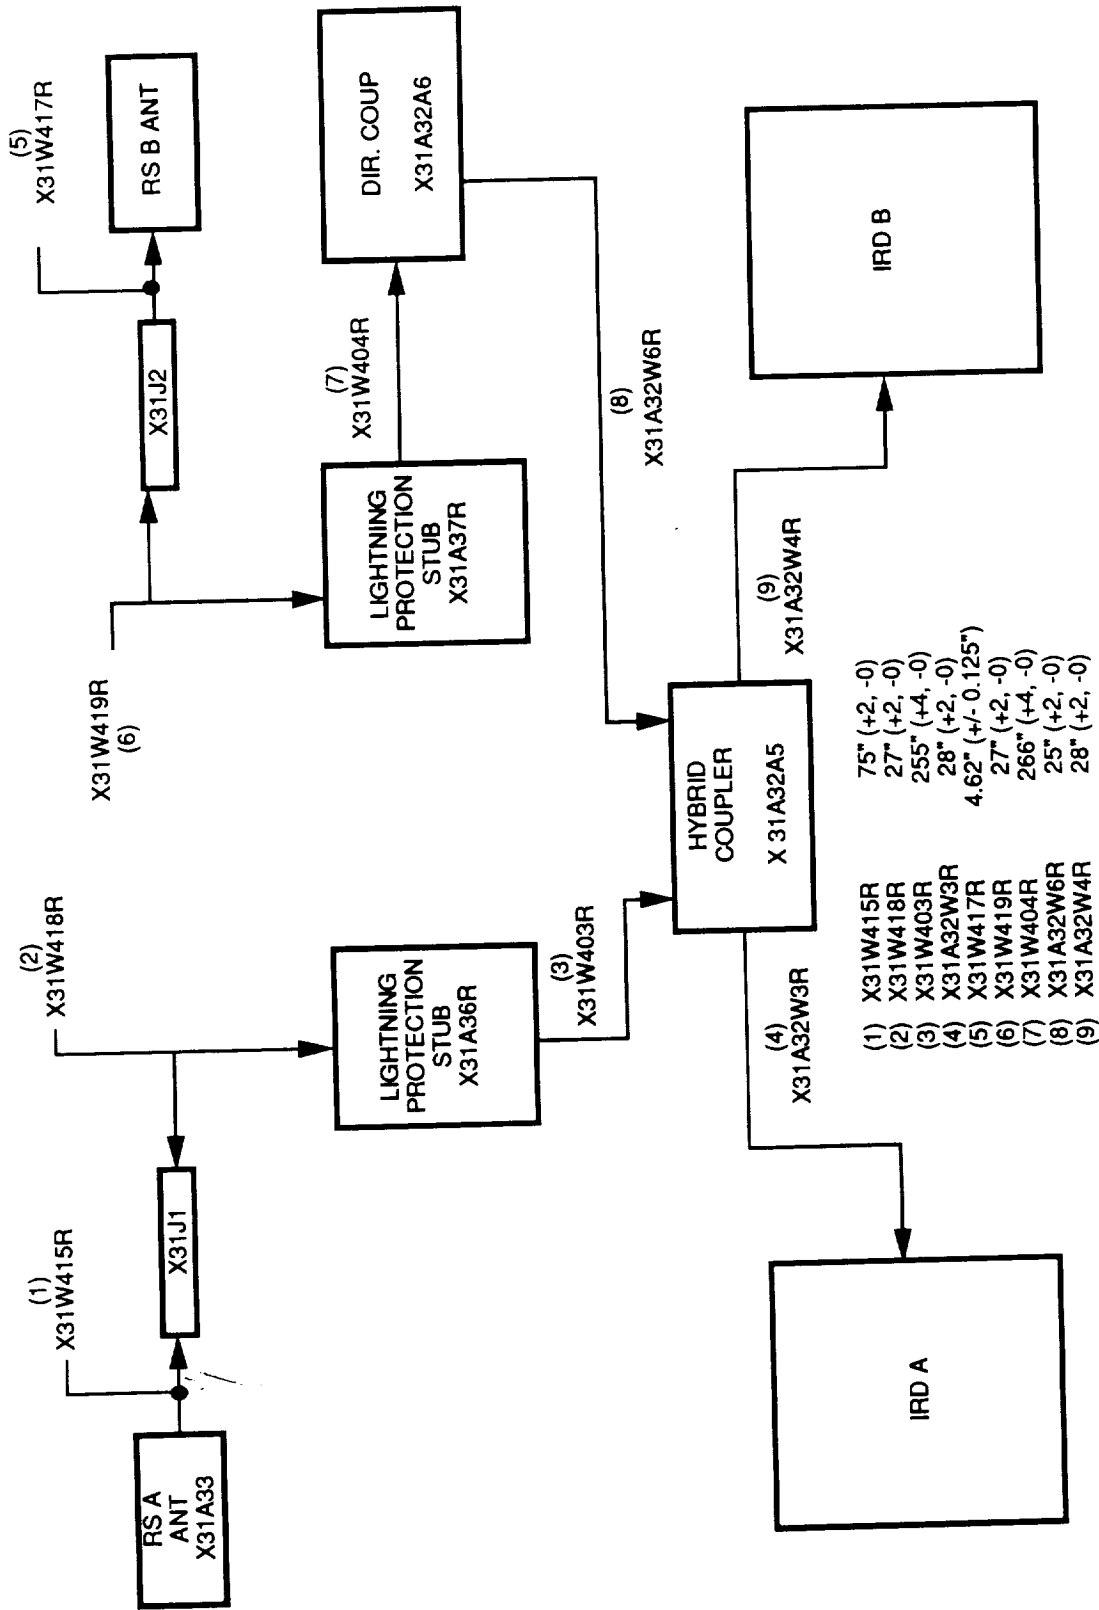 (1)
X31W415R
(2)
X31W418R
X31W419R
(6)
(5)
X31W417R
RS A
ANT
X31A33
X31J1
X31J2
RS B ANT
LIGHTNING
PROTECTION
STUB
X31A36R
LIGHTNING
PROTECTION
STUB
X31A37R
(7)
X31W404R
DIR. COUP
X31A32A6
(3)
X31W403R
(8)
X31A32W6R
HYBRID
COUPLER
X 31A32A5
(4)
X31A32W3R
(9)
X31A32W4R
IRD A
IRD B
(1) X31W415R 75" (+2, -0)
(2) X31W418R 27" (+2, -0)
(3) X31W403R 255" (+4, -0)
(4) X31A32W3R 28" (+2, -0)
(5) X31W417R 4.62" (+/- 0.125")
(6) X31W419R 27" (+2, -0)
(7) X31W404R 266" (+4, -0)
(8) X31A32W6R 25" (+2, -0)
(9) X31A32W4R 28" (+2, -0)